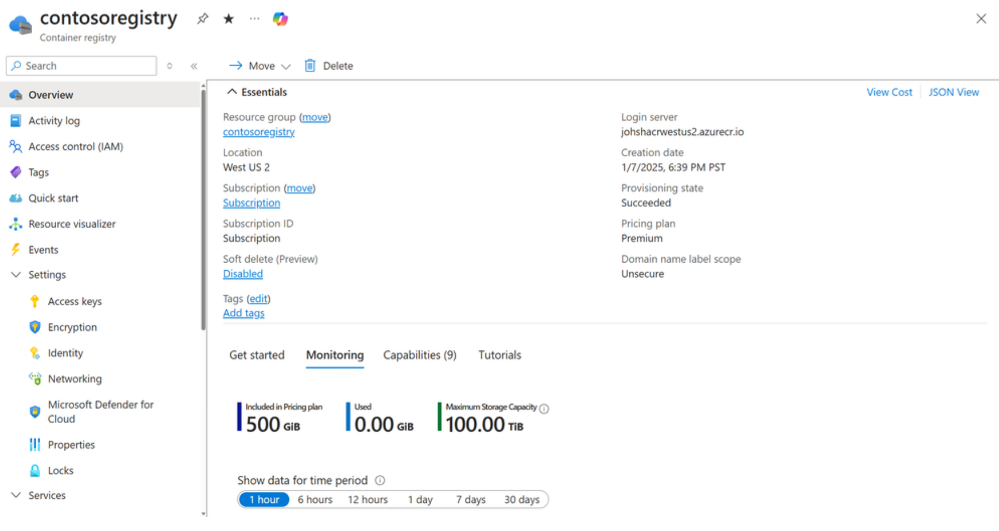 contosoregistry
Container registry
Search
Move
Delete
Overview
Activity log
Access control (IAM)
Tags
Quick start
Resource visualizer
Events
Settings
Access keys
Encryption
Identity
Networking
Microsoft Defender for
Cloud
Properties
Locks
Services
Essentials
View Cost
JSON View
Resource group (move)
contosoregistry
Location
West US 2
Subscription (move)
Subscription
Subscription ID
Subscription
Soft delete (Preview)
Disabled
Tags (edit)
Add tags
Login server
johshacrwestus2.azurecr.io
Creation date
1/7/2025, 6:39 PM PST
Provisioning state
Succeeded
Pricing plan
Premium
Domain name label scope
Unsecure
Get started
Monitoring
Capabilities (9)
Tutorials
Included in Pricing plan
500 GiB
Used
0.00 GiB
Maximum Storage Capacity
100.00 TiB
Show data for time period
1 hour
6 hours
12 hours
1 day
7 days
30 days